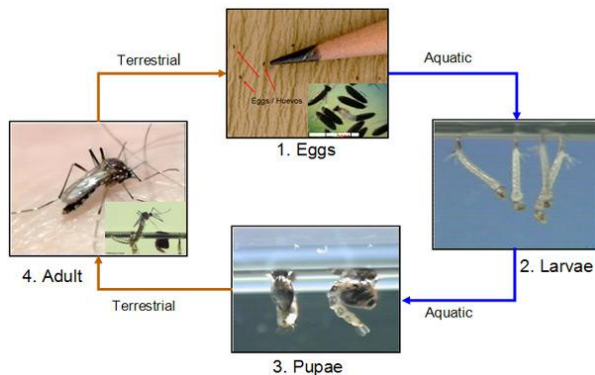 Terrestrial
Aquatic
Eggs / Huevos
1. Eggs
4. Adult
2. Larvae
Terrestrial
Aquatic
3. Pupae